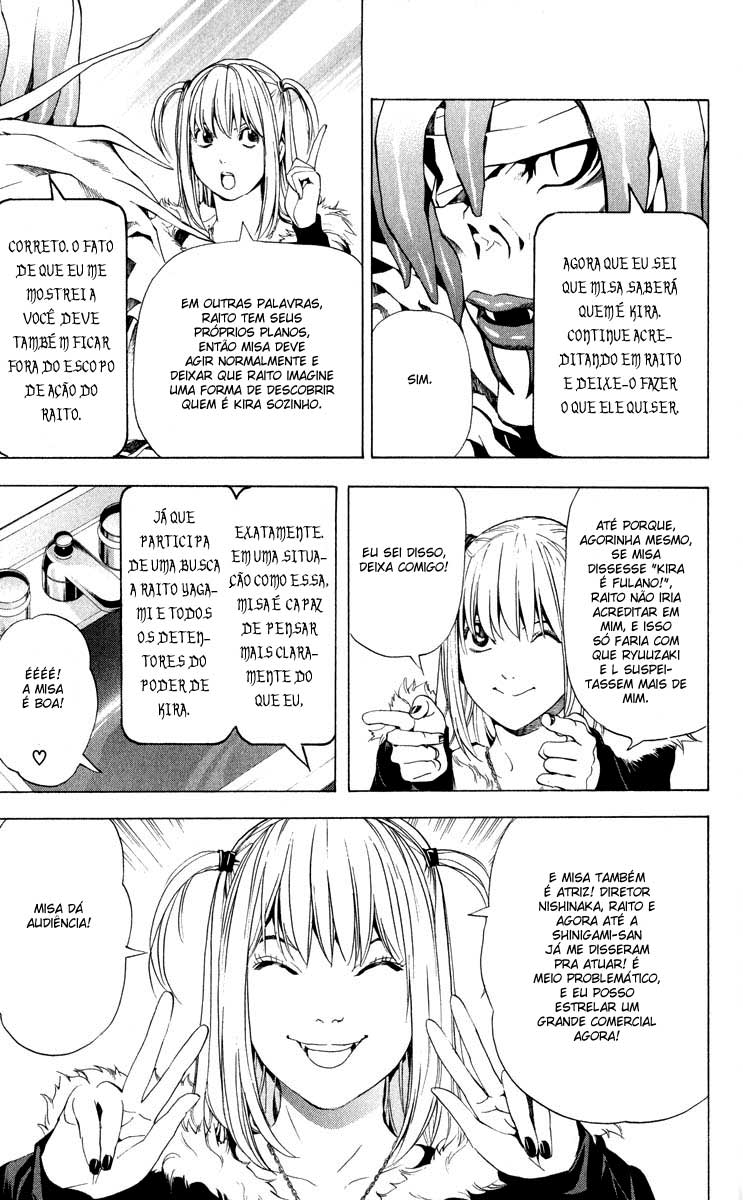 AGORA QUE EU SEI
QUE MISA SABERÁ
QUEM É KIRA.
CONTINUE ACRE-
DITANDO EM RAITO
E DEIXE-O FAZER
O QUE ELE QUISER.
SIM.
EM OUTRAS PALAVRAS,
RAITO TEM SEUS
PRÓPRIOS PLANOS,
ENTÃO MISA DEVE
AGIR NORMALMENTE E
DEIXAR QUE RAITO IMAGINE
UMA FORMA DE DESCOBRIR
QUEM É KIRA SOZINHO.
CORRETO. O FATO
DE QUE EU ME
MOSTREI A
VOCÊ DEVE
TAMBÉM FICAR
FORA DO ESCOPO
DE AÇÃO DO
RAITO.
ATÉ PORQUE,
AGORINHA MESMO,
SE MISA
DISSESSE "KIRA
É FULANO!",
RAITO NÃO IRIA
ACREDITAR EM
MIM, E ISSO
SÓ FARIA COM
QUE RYUUZAKI
E L SUSPEI-
TASSEM MAIS DE
MIM.
EU SEI DISSO,
DEIXA COMIGO!
EXATAMENTE.
EM UMA SITUA-
ÇÃO COMO ESSA,
MISA É CAPAZ
DE PENSAR
MAIS CLARA-
MENTE DO
QUE EU,
JÁ QUE
PARTICIPA
DE UMA BUSCA
A RAITO YAGA-
MI E TODOS
OS DETEN-
TORES DO
PODER DE
KIRA.
ÉÉÉÉ!
A MISA
É BOA!
♡
E MISA TAMBÉM
É ATRIZ! DIRETOR
NISHINAKA, RAITO E
AGORA ATÉ A
SHINIGAMI-SAN
JÁ ME DISSERAM
PRA ATUAR! É
MEIO PROBLEMÁTICO,
E EU POSSO
ESTRELAR UM
GRANDE COMERCIAL
AGORA!
MISA DÁ
AUDIÊNCIA!